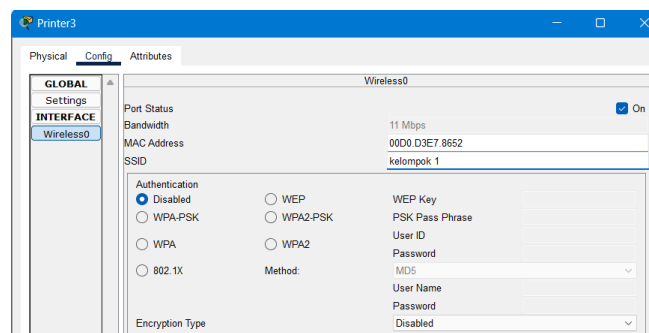 Printer3
Physical Config Attributes
GLOBAL
Settings
INTERFACE
Wireless0
Wireless0
Port Status On
Bandwidth 11 Mbps
MAC Address 00D0.D3E7.8652
SSID kelompok 1
Authentication
Disabled WEP WEP Key
WPA-PSK WPA2-PSK PSK Pass Phrase
User ID
WPA WPA2
Password
802.1X Method: MD5
User Name
Password
Encryption Type Disabled